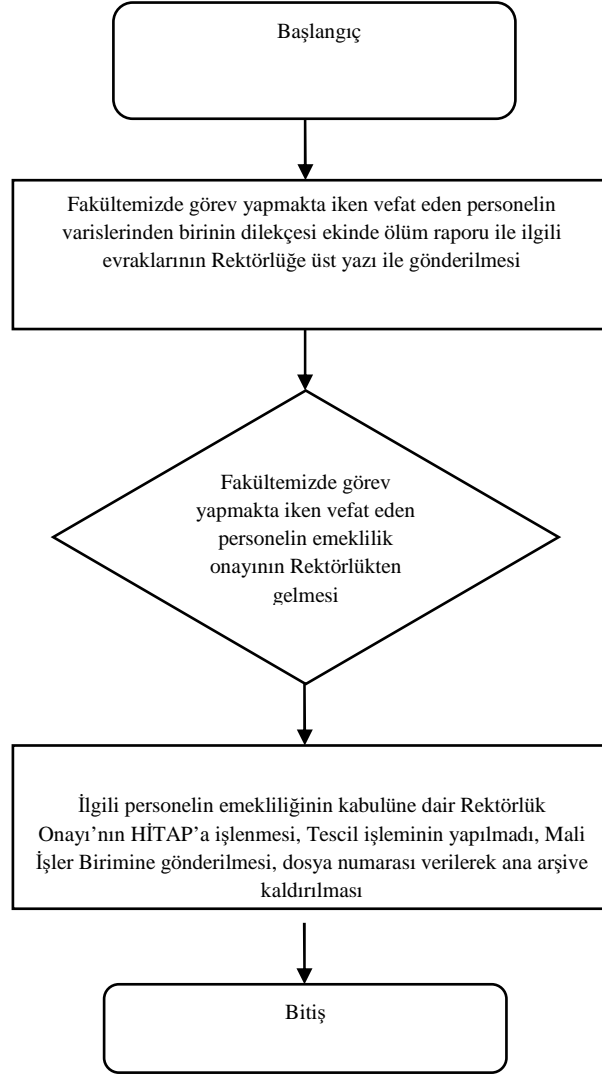 Başlangıç
Fakültemizde görev yapmakta iken vefat eden personelin
varislerinden birinin dilekçesi ekinde ölüm raporu ile ilgili
evraklarının Rektörlüğe üst yazı ile gönderilmesi
Fakültemizde görev
yapmakta iken vefat eden
personelin emeklilik
onayının Rektörlükten
gelmesi
İlgili personelin emekliliğinin kabulüne dair Rektörlük
Onayı’nın HİTAP’a işlenmesi, Tescil işleminin yapılmadı, Mali
İşler Birimine gönderilmesi, dosya numarası verilerek ana arşive
kaldırılması
Bitiş